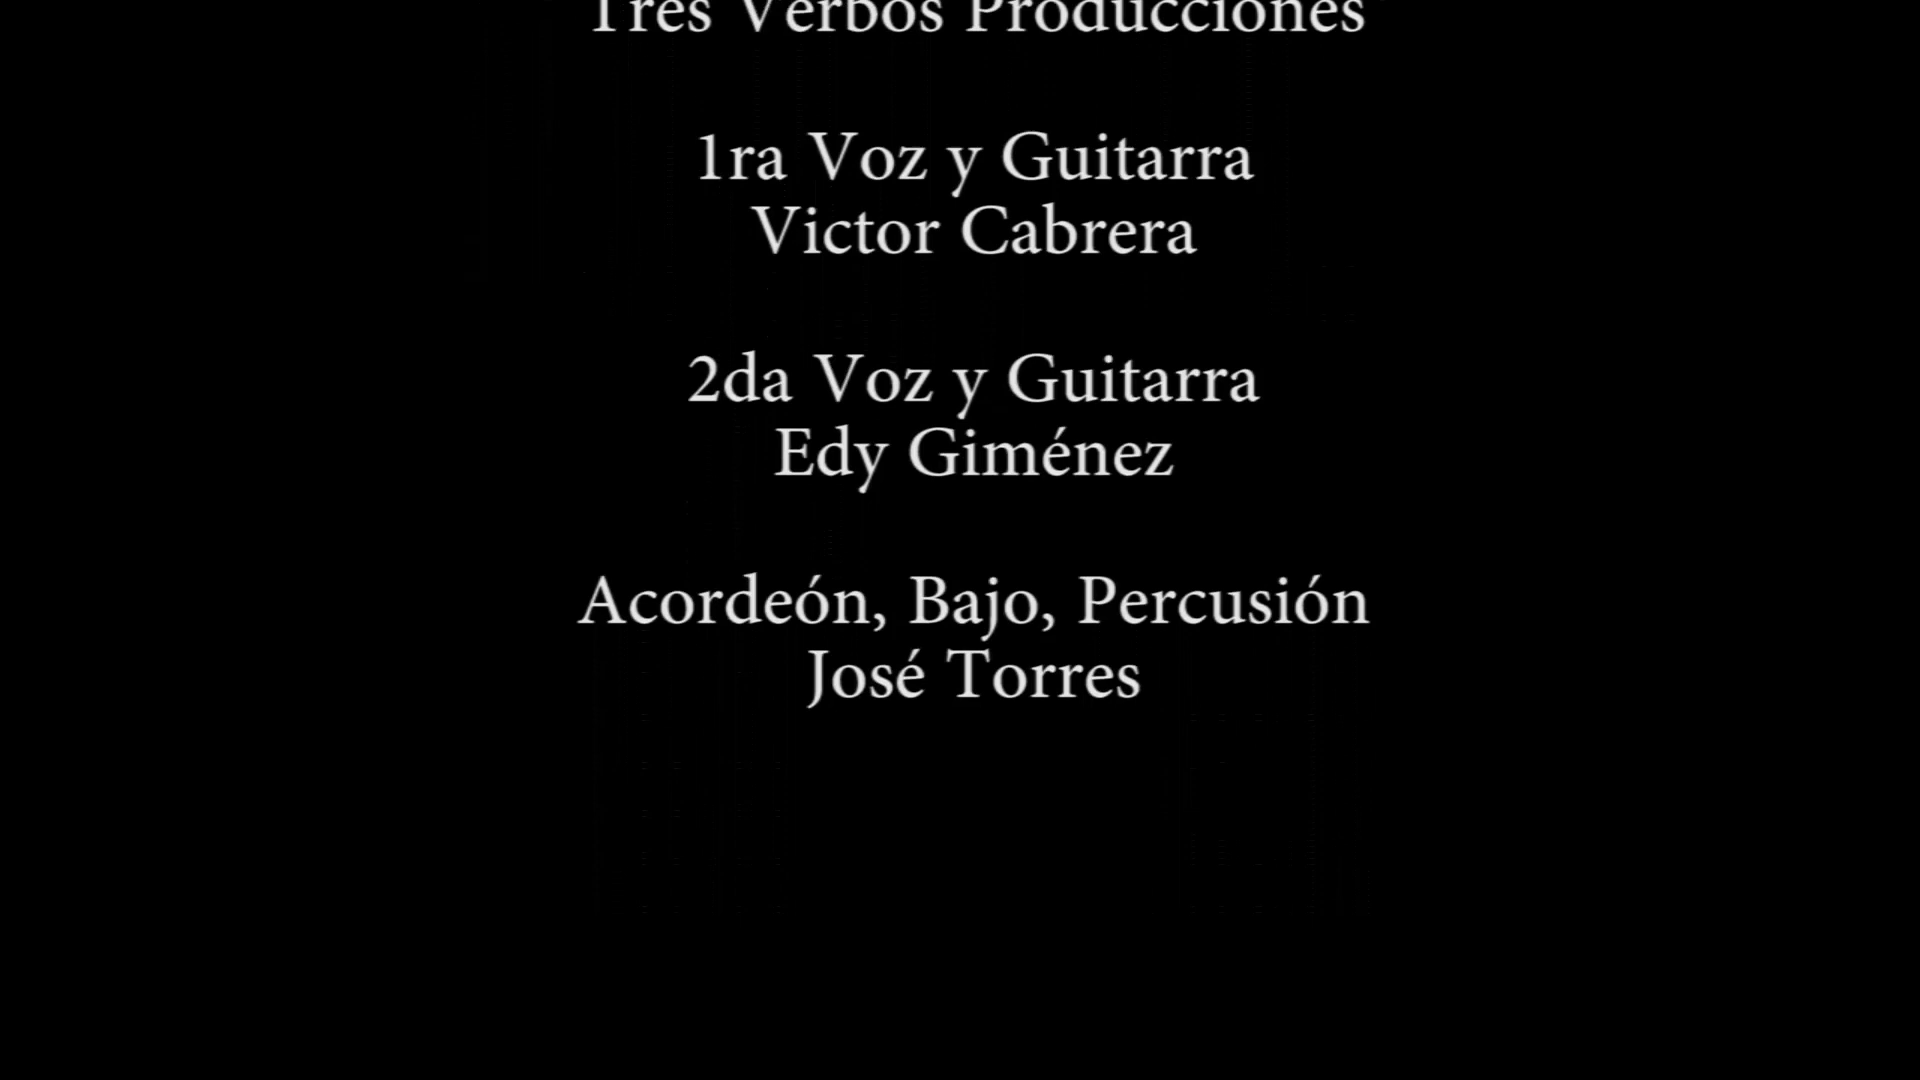 Tres Verbos Producciones
1ra Voz y Guitarra
Victor Cabrera
2da Voz y Guitarra
Edy Giménez
Acordeón, Bajo, Percusión
José Torres